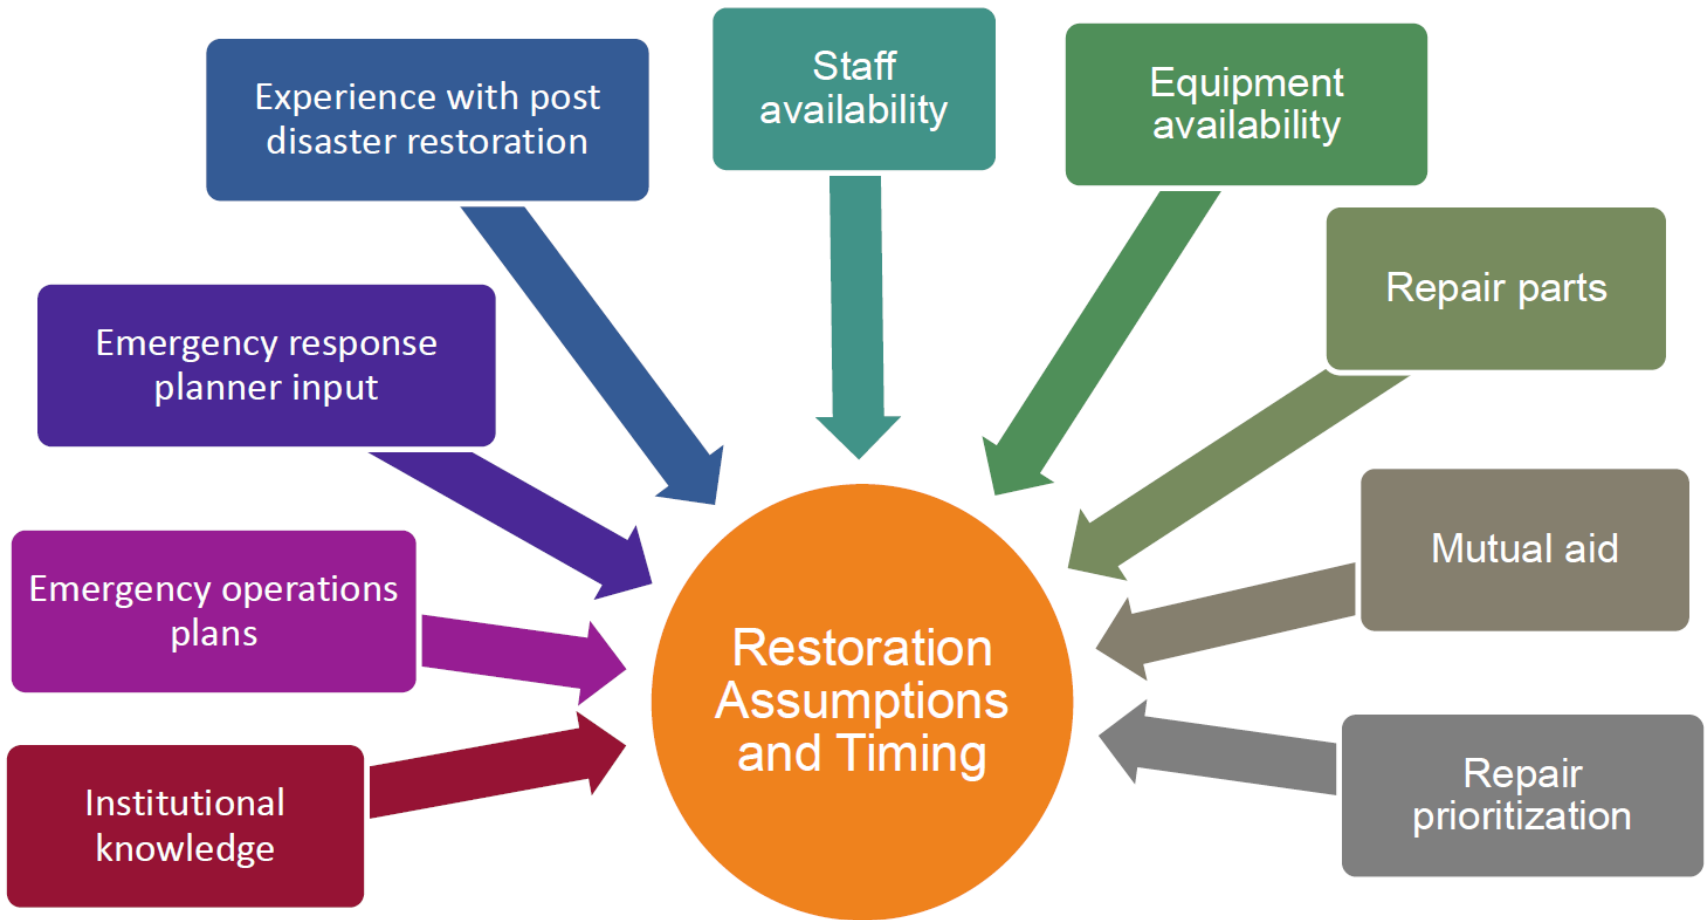 Staff
availability
Equipment
availability
Experience with post
disaster restoration
Repair parts
Emergency response
planner input
Mutual aid
Emergency operations
plans
Restoration
Assumptions
and Timing
Repair
prioritization
Institutional
knowledge